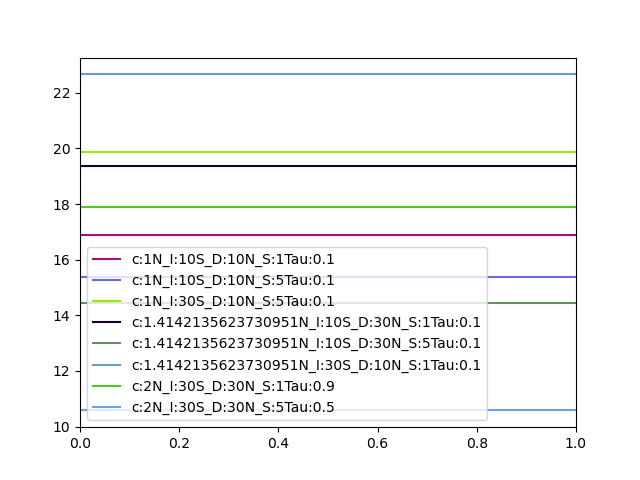 22
20
18
16
14
12
10
c:1N_I:10S_D:10N_S:1Tau:0.1
c:1N_I:10S_D:10N_S:5Tau:0.1
c:1N_I:30S_D:10N_S:5Tau:0.1
c:1.4142135623730951N_I:10S_D:30N_S:1Tau:0.1
c:1.4142135623730951N_I:10S_D:30N_S:5Tau:0.1
c:1.4142135623730951N_I:30S_D:10N_S:1Tau:0.1
c:2N_I:30S_D:30N_S:1Tau:0.9
c:2N_I:30S_D:30N_S:5Tau:0.5
0.0 0.2 0.4 0.6 0.8 1.0